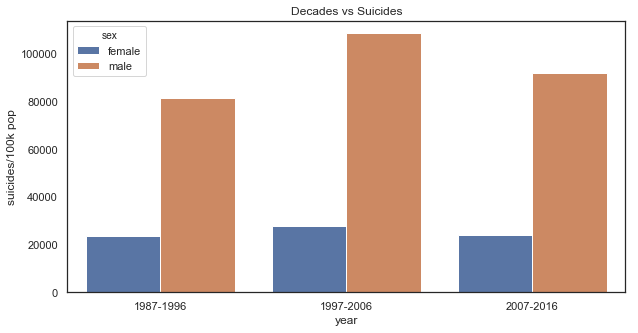 Decades vs Suicides
sex
female
male
suicides/100k pop
100000
80000
60000
40000
20000
0
1987-1996
1997-2006
2007-2016
year